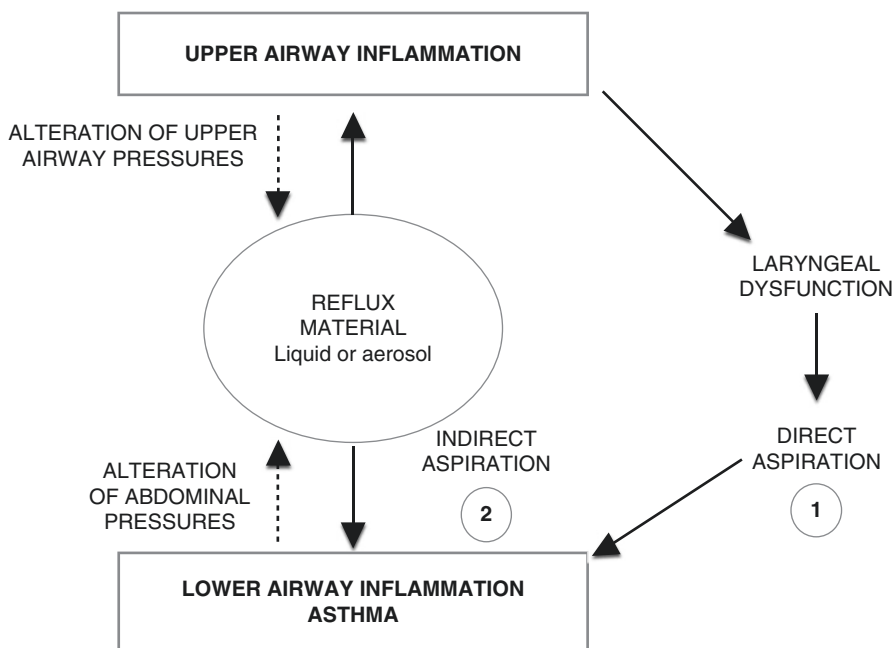 UPPER AIRWAY INFLAMMATION
ALTERATION OF UPPER
AIRWAY PRESSURES
LARYNGEAL
DYSFUNCTION
REFLUX
MATERIAL
Liquid or aerosol
INDIRECT
ASPIRATION
2
DIRECT
ASPIRATION
1
ALTERATION
OF ABDOMINAL
PRESSURES
LOWER AIRWAY INFLAMMATION
ASTHMA